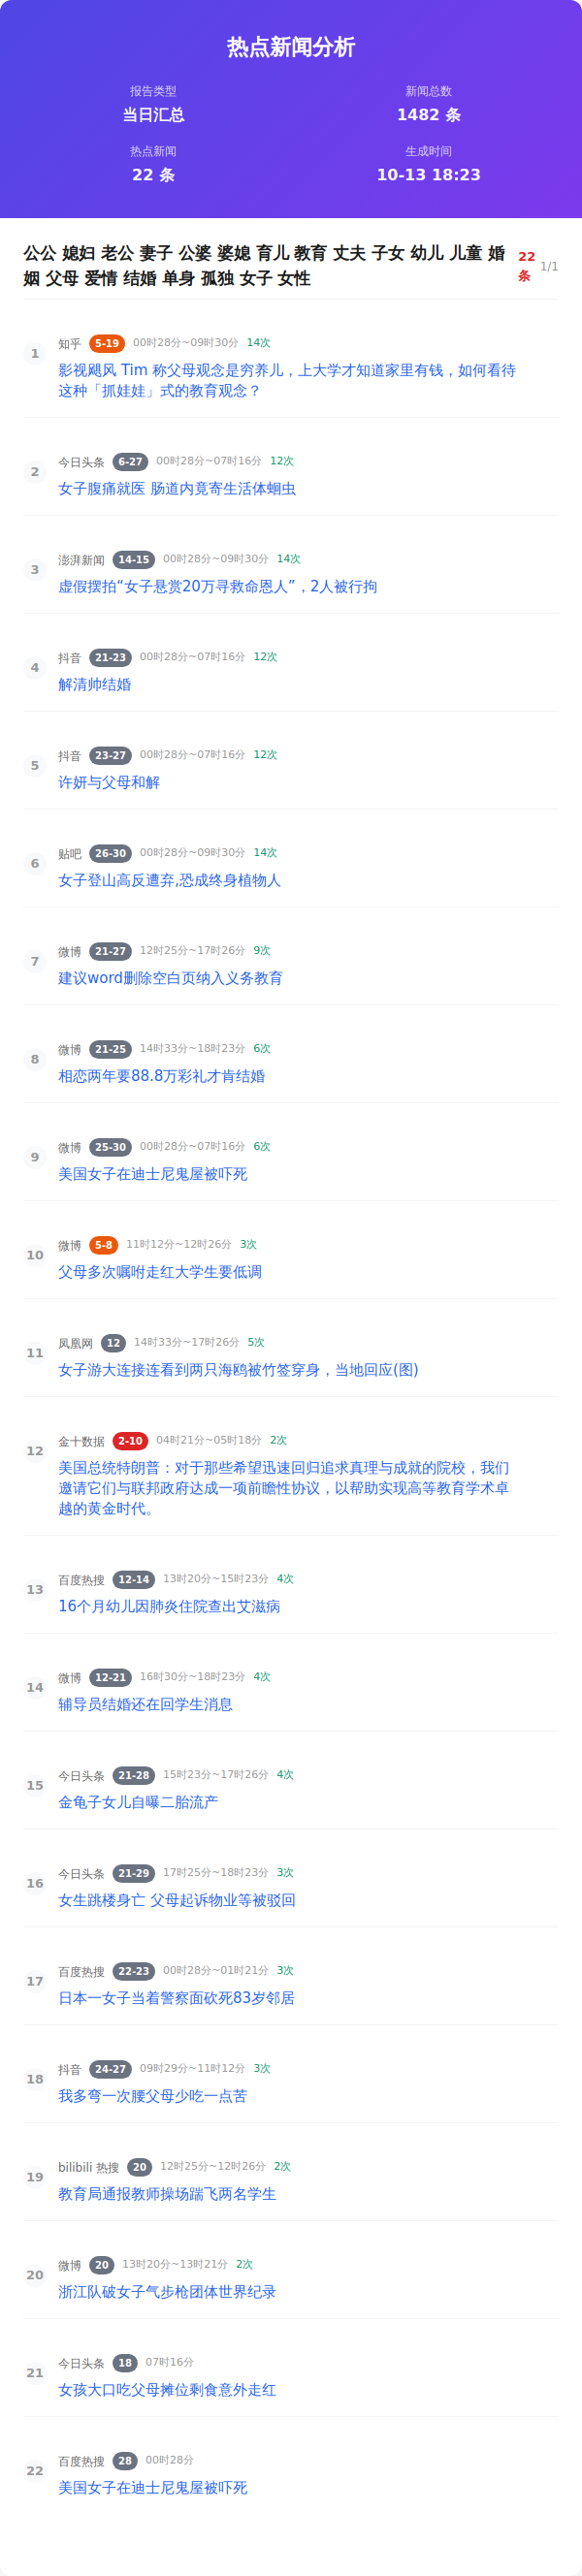 热点新闻分析
报告类型
新闻总数
当日汇总
1482 条
热点新闻
生成时间
22 条
10-13 18:23
公公 媳妇 老公 妻子 公婆 婆媳 育儿 教育 丈夫 子女 幼儿 儿童 婚
姻 父母 爱情 结婚 单身 孤独 女子 女性
22
条
1/1
1
知乎 5-19 00时28分~09时30分 14次
影视飓风 Tim 称父母观念是穷养儿，上大学才知道家里有钱，如何看待
这种「抓娃娃」式的教育观念？
2
今日头条 6-27 00时28分~07时16分 12次
女子腹痛就医 肠道内竟寄生活体蛔虫
3
澎湃新闻 14-15 00时28分~09时30分 14次
虚假摆拍“女子悬赏20万寻救命恩人”，2人被行拘
4
抖音 21-23 00时28分~07时16分 12次
解清帅结婚
5
抖音 23-27 00时28分~07时16分 12次
许妍与父母和解
6
贴吧 26-30 00时28分~09时30分 14次
女子登山高反遭弃,恐成终身植物人
7
微博 21-27 12时25分~17时26分 9次
建议word删除空白页纳入义务教育
8
微博 21-25 14时33分~18时23分 6次
相恋两年要88.8万彩礼才肯结婚
9
微博 25-30 00时28分~07时16分 6次
美国女子在迪士尼鬼屋被吓死
10
微博 5-8 11时12分~12时26分 3次
父母多次嘱咐走红大学生要低调
11
凤凰网 12 14时33分~17时26分 5次
女子游大连接连看到两只海鸥被竹签穿身，当地回应(图)
12
金十数据 2-10 04时21分~05时18分 2次
美国总统特朗普：对于那些希望迅速回归追求真理与成就的院校，我们
邀请它们与联邦政府达成一项前瞻性协议，以帮助实现高等教育学术卓
越的黄金时代。
13
百度热搜 12-14 13时20分~15时23分 4次
16个月幼儿因肺炎住院查出艾滋病
14
微博 12-21 16时30分~18时23分 4次
辅导员结婚还在回学生消息
15
今日头条 21-28 15时23分~17时26分 4次
金龟子女儿自曝二胎流产
16
今日头条 21-29 17时25分~18时23分 3次
女生跳楼身亡 父母起诉物业等被驳回
17
百度热搜 22-23 00时28分~01时21分 3次
日本一女子当着警察面砍死83岁邻居
18
抖音 24-27 09时29分~11时12分 3次
我多弯一次腰父母少吃一点苦
19
bilibili 热搜 20 12时25分~12时26分 2次
教育局通报教师操场踹飞两名学生
20
微博 20 13时20分~13时21分 2次
浙江队破女子气步枪团体世界纪录
21
今日头条 18 07时16分
女孩大口吃父母摊位剩食意外走红
22
百度热搜 28 00时28分
美国女子在迪士尼鬼屋被吓死